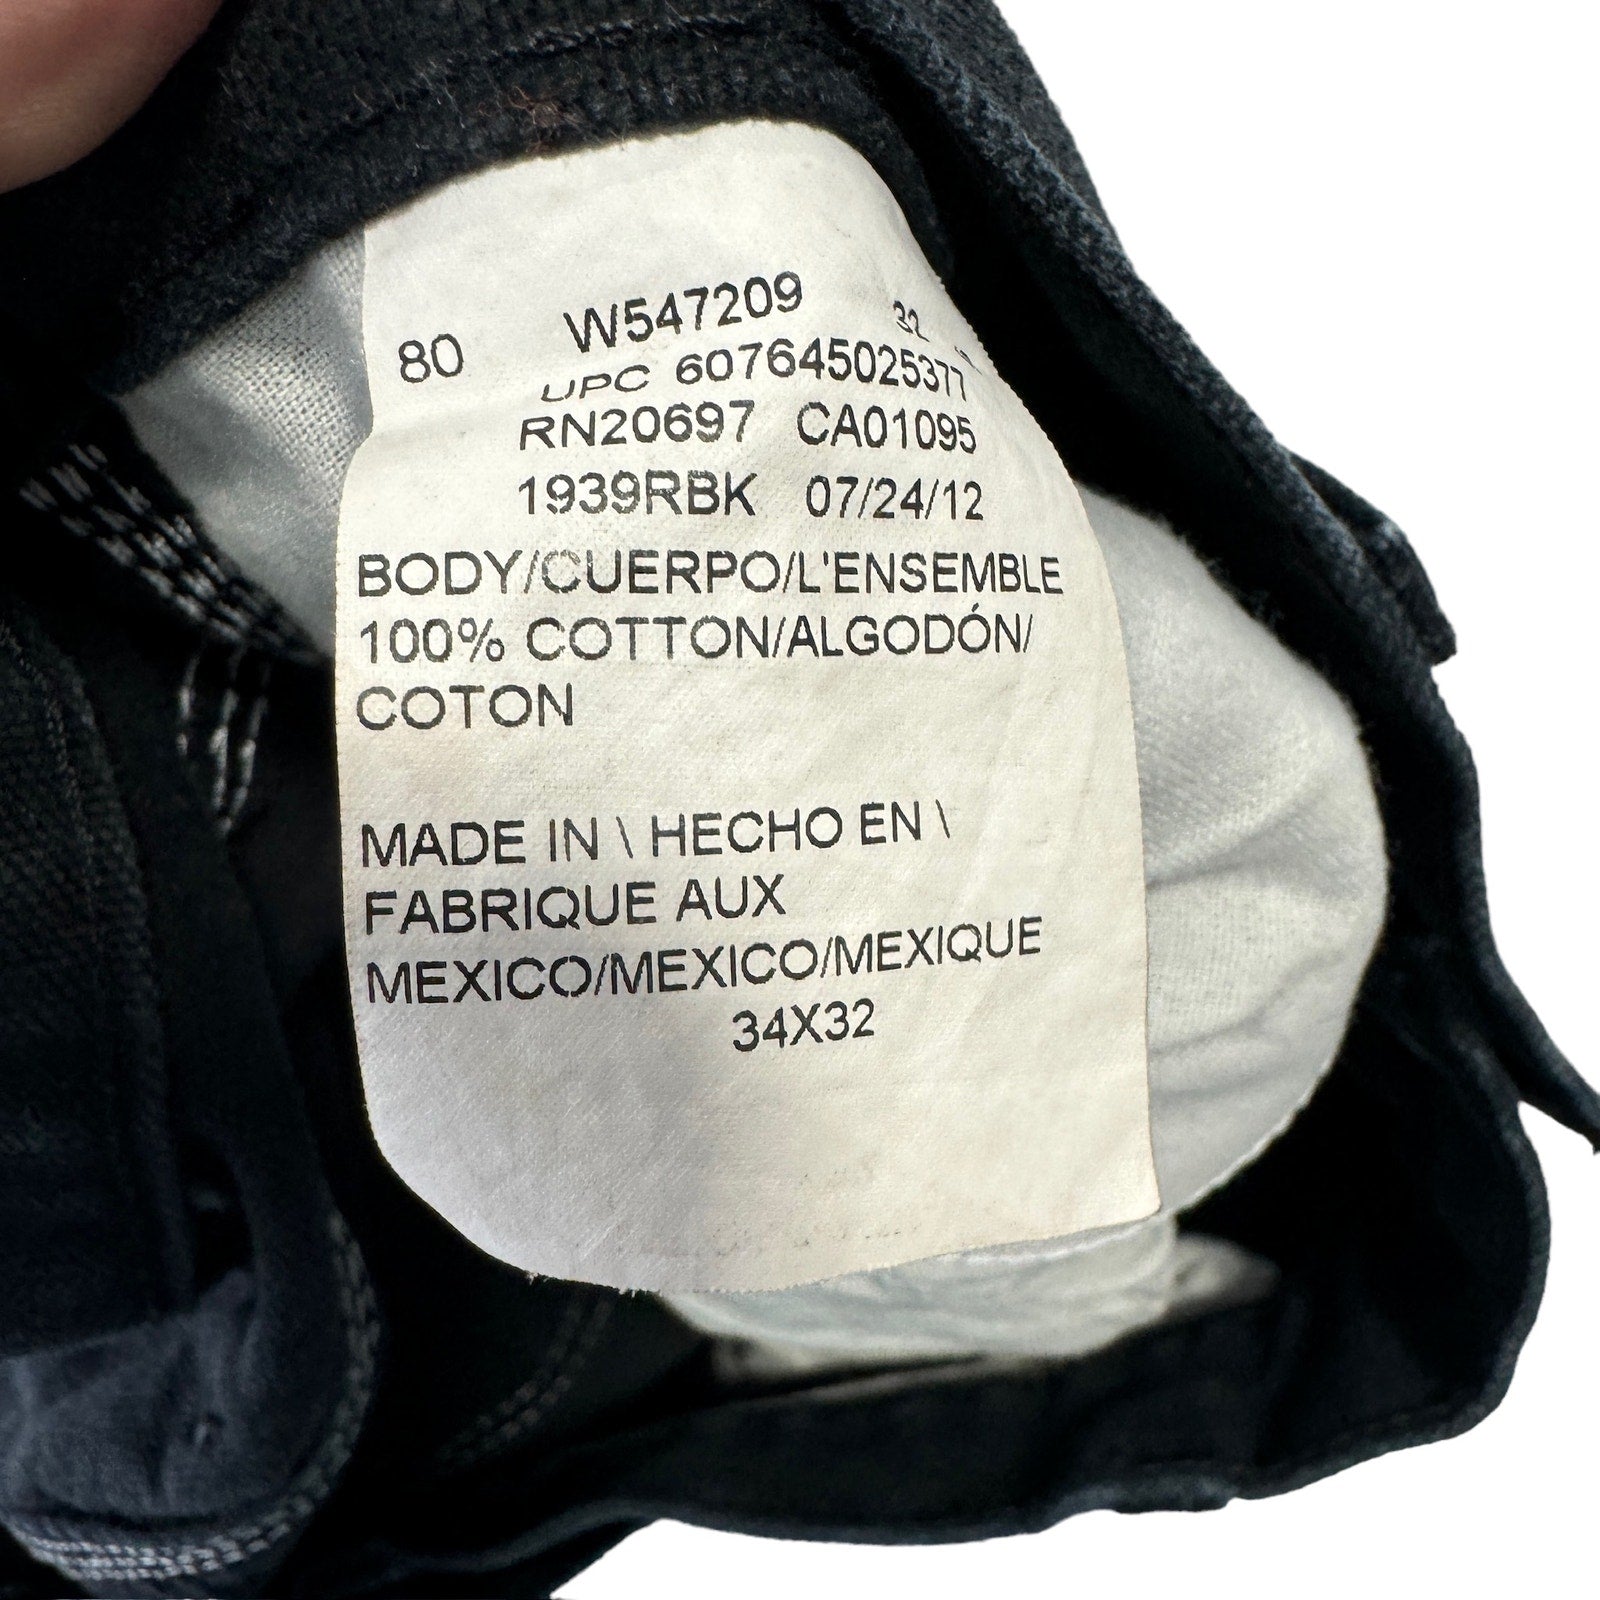 80 W547209 32
UPC 607645025377
RN20697 CA01095
1939RBK 07/24/12
BODY/CUERPO/L'ENSEMBLE
100% COTTON/ALGODÓN/
COTON
MADE IN \ HECHO EN \
FABRIQUE AUX
MEXICO/MEXICO/MEXIQUE
34X32